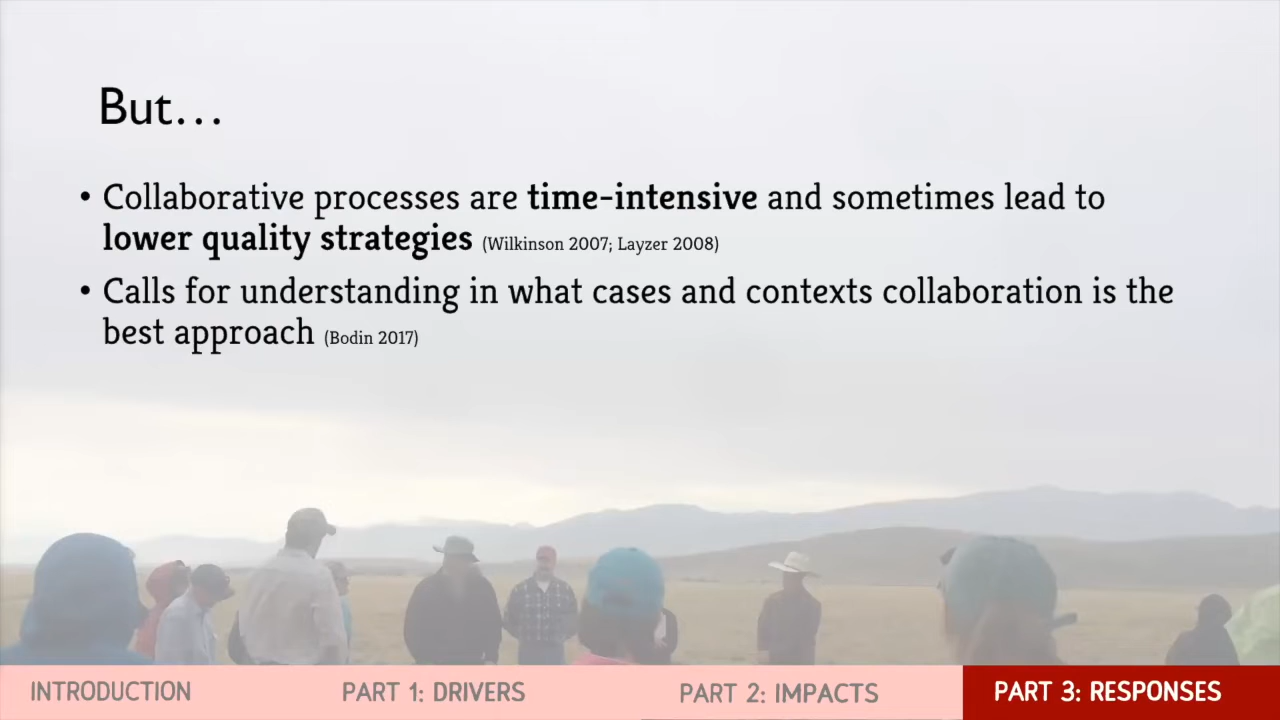 But…
• Collaborative processes are time-intensive and sometimes lead to
lower quality strategies (Wilkinson 2007; Layzer 2008)
• Calls for understanding in what cases and contexts collaboration is the
best approach (Bodin 2017)
INTRODUCTION
PART 1: DRIVERS
PART 2: IMPACTS
PART 3: RESPONSES